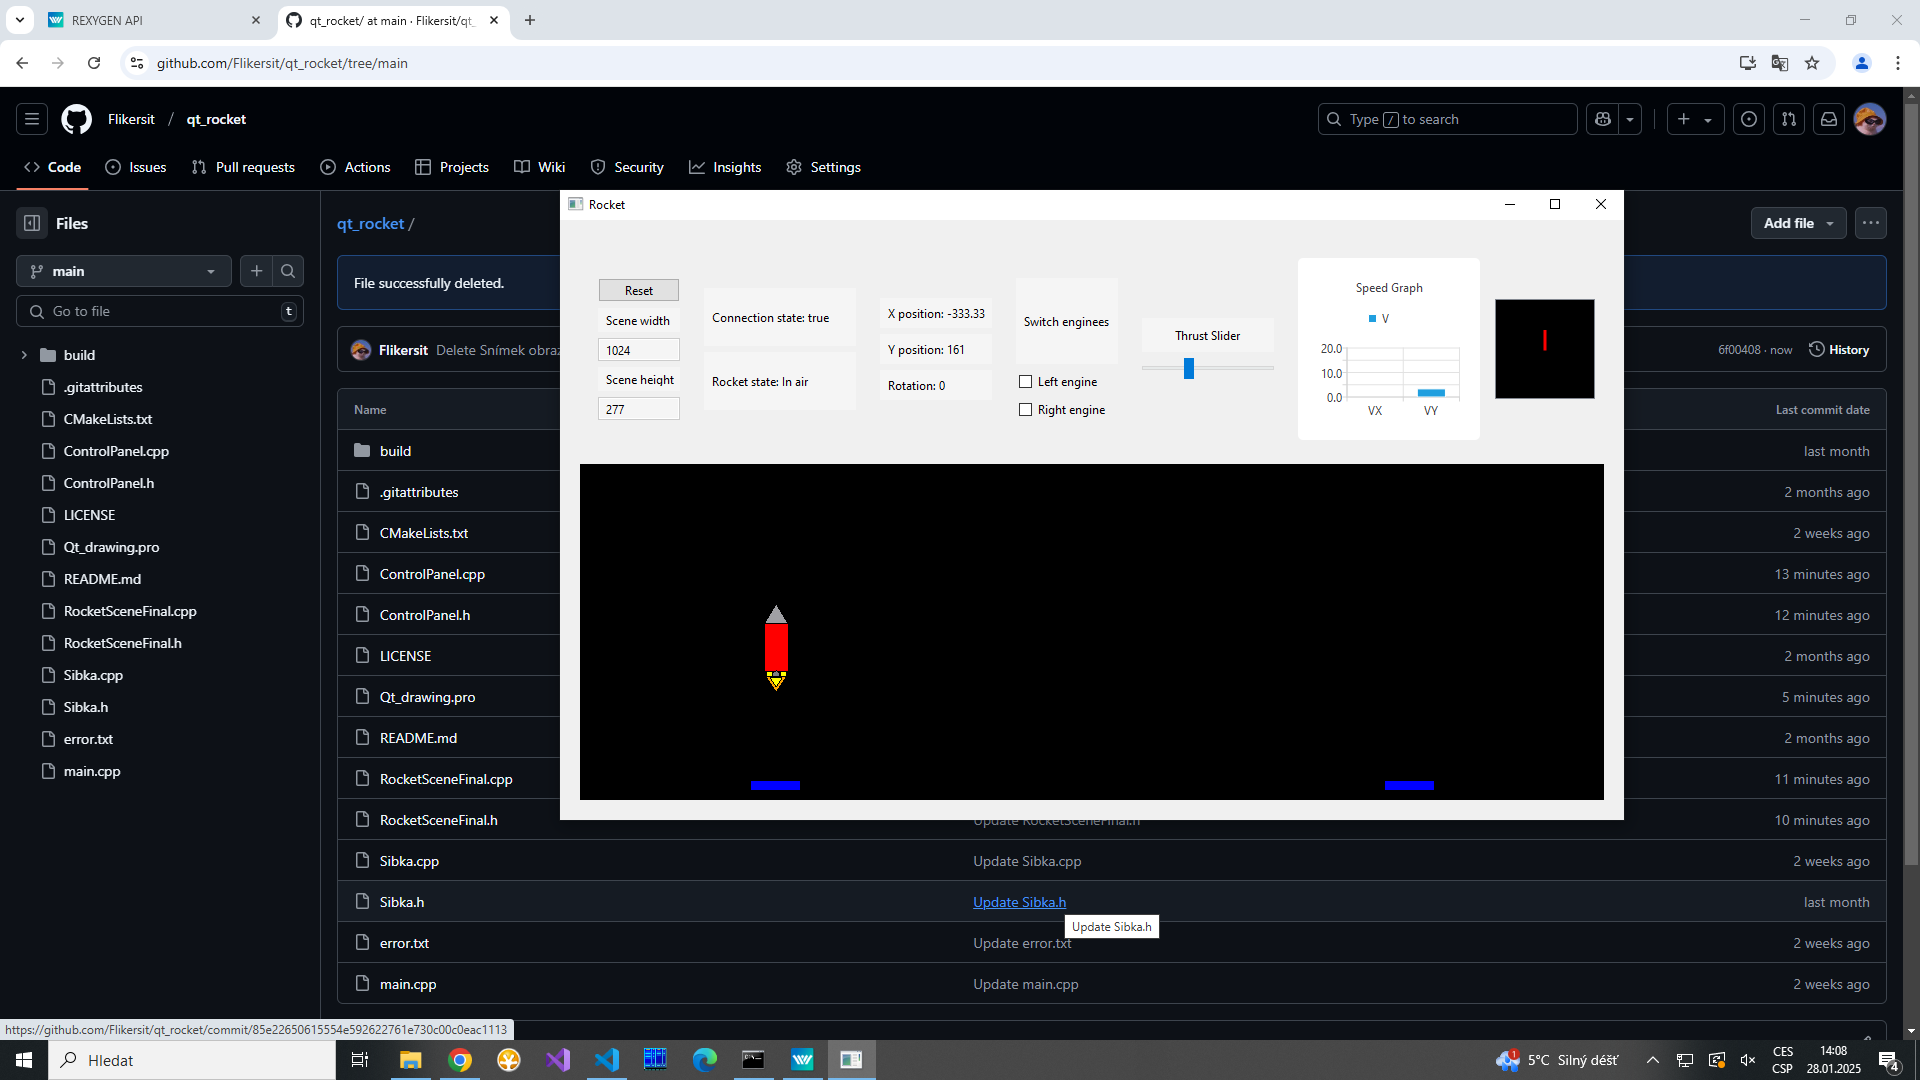 REXYGEN API
qt_rocket/ at main · Flikersit/qt_
github.com/Flikersit/qt_rocket/tree/main
Flikersit / qt_rocket
Type / to search
Code
Issues
Pull requests
Actions
Projects
Wiki
Security
Insights
Settings
Files
main
Go to file
t
build
.gitattributes
CMakeLists.txt
ControlPanel.cpp
ControlPanel.h
LICENSE
Qt_drawing.pro
README.md
RocketSceneFinal.cpp
RocketSceneFinal.h
Sibka.cpp
Sibka.h
error.txt
main.cpp
qt_rocket /
Add file
File successfully deleted.
Flikersit Delete Snímek obraz
6f00408 · now
History
Name
Last commit date
build
last month
.gitattributes
2 months ago
CMakeLists.txt
2 weeks ago
ControlPanel.cpp
13 minutes ago
ControlPanel.h
12 minutes ago
LICENSE
2 months ago
Qt_drawing.pro
5 minutes ago
README.md
2 months ago
RocketSceneFinal.cpp
11 minutes ago
RocketSceneFinal.h
Update RocketSceneFinal.h
10 minutes ago
Sibka.cpp
Update Sibka.cpp
2 weeks ago
Sibka.h
Update Sibka.h
last month
Update Sibka.h
error.txt
Update error.txt
2 weeks ago
main.cpp
Update main.cpp
2 weeks ago
Rocket
Reset
Scene width
1024
Scene height
277
Connection state: true
Rocket state: In air
X position: -333.33
Y position: 161
Rotation: 0
Switch enginees
Left engine
Right engine
Thrust Slider
Speed Graph
V
20.0
10.0
0.0
VX
VY
https://github.com/Flikersit/qt_rocket/commit/85e22650615554e592622761e730c00c0eac1113
Hledat
1
5°C Silný déšť
CES
CSP
14:08
28.01.2025
4